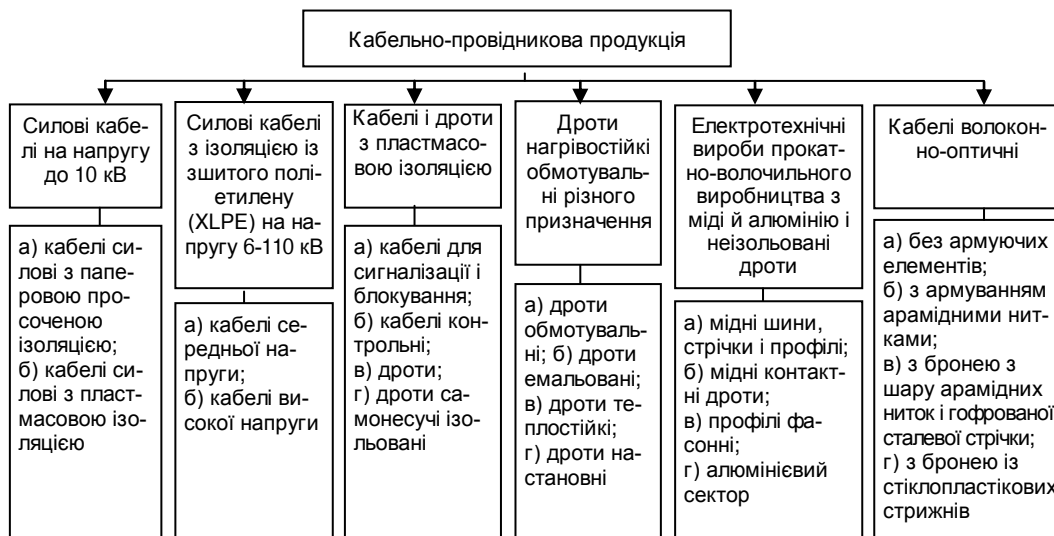 Кабельно-провідникова продукція
Силові кабе-
лі на напругу
до 10 кВ
а) кабелі си-
лові з папе-
ровою про-
соченою
ізоляцією;
б) кабелі си-
лові з пласт-
масовою ізо-
ляцією
Силові кабелі
з ізоляцією із
зшитого полі-
етилену
(XLPE) на на-
пругу 6-110 кВ
а) кабелі се-
редньої на-
пруги;
б) кабелі ви-
сокої напруги
Кабелі і дроти
з пластмасо-
вою ізоляцією
а) кабелі для
сигналізації і
блокування;
б) кабелі кон-
трольні;
в) дроти;
г) дроти са-
монесучі ізо-
льовані
Дроти
нагрівостійкі
обмотуваль-
ні різного
призначення
а) дроти
обмотуваль-
ні; б) дроти
емальовані;
в) дроти те-
плостійкі;
г) дроти на-
становні
Електротехнічні
вироби прокат-
но-волочильного
виробництва з
міді й алюмінію і
неізольовані
дроти
а) мідні шини,
стрічки і профілі;
б) мідні контакт-
ні дроти;
в) профілі фа-
сонні;
г) алюмінієвий
сектор
Кабелі волокон-
но-оптичні
а) без армуючих
елементів;
б) з армуванням
арамідними нит-
ками;
в) з бронею з
шару арамідних
ниток і гофрованої
сталевої стрічки;
г) з бронею із
стіклопластікових
стрижнів